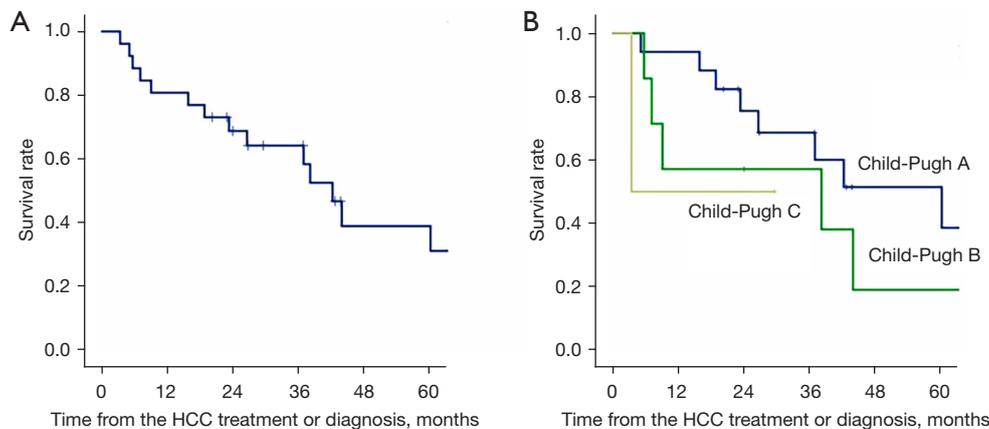 A
Survival rate
1.0
0.8
0.6
0.4
0.2
0.0
0 12 24 36 48 60
Time from the HCC treatment or diagnosis, months
B
Survival rate
1.0
0.8
0.6
0.4
0.2
0.0
Child-Pugh A
Child-Pugh C
Child-Pugh B
0 12 24 36 48 60
Time from the HCC treatment or diagnosis, months